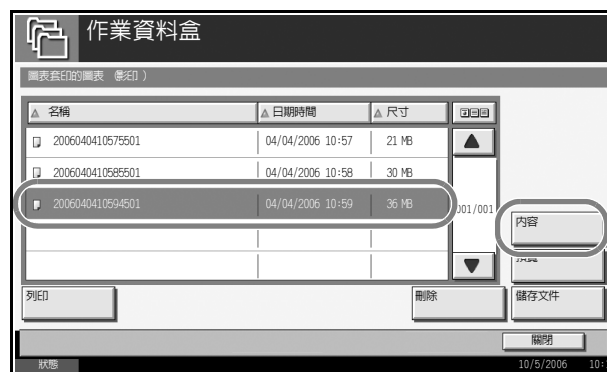 作業資料盒
圖表套印的圖表 (影印 )
名稱 日期時間 尺寸
2006040410575501 04/04/2006 10:57 21 MB
2006040410585501 04/04/2006 10:58 30 MB
2006040410594501 04/04/2006 10:59 36 MB
001/001
內容
預覽
列印 刪除 儲存文件
關閉
狀態 10/5/2006 10: